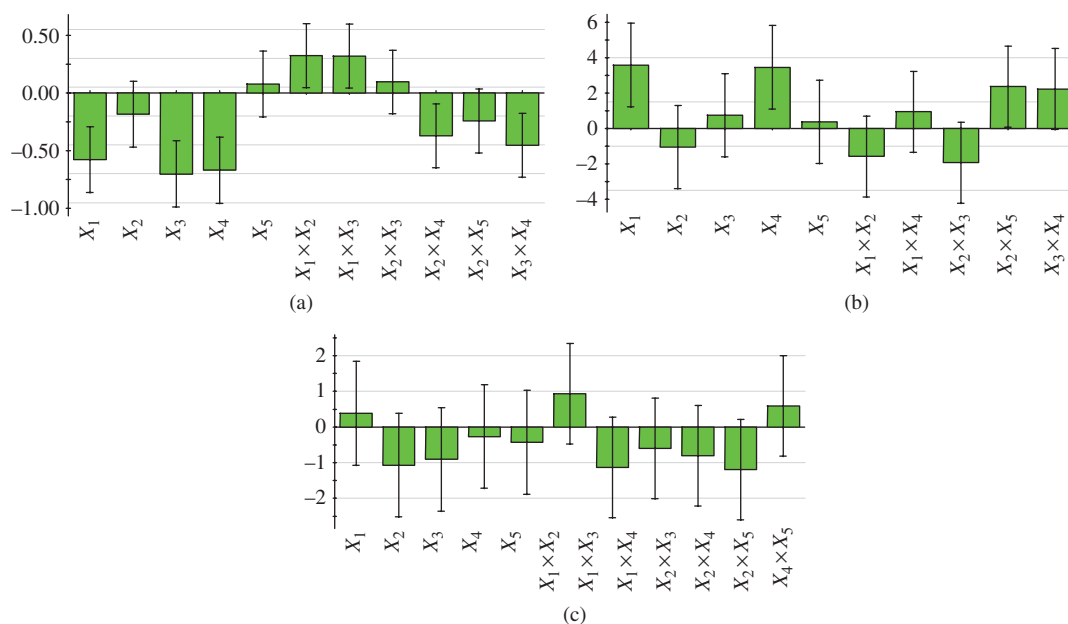 0.50
0.00
−0.50
−1.00
X₁
X₂
X₃
X₄
X₅
X₁×X₂
X₁×X₃
X₂×X₃
X₂×X₄
X₂×X₅
X₃×X₄
(a)
6
4
2
0
−2
−4
X₁
X₂
X₃
X₄
X₅
X₁×X₂
X₁×X₄
X₂×X₃
X₂×X₅
X₃×X₄
(b)
2
1
0
−1
−2
X₁
X₂
X₃
X₄
X₅
X₁×X₂
X₁×X₃
X₁×X₄
X₂×X₃
X₂×X₄
X₂×X₅
X₄×X₅
(c)